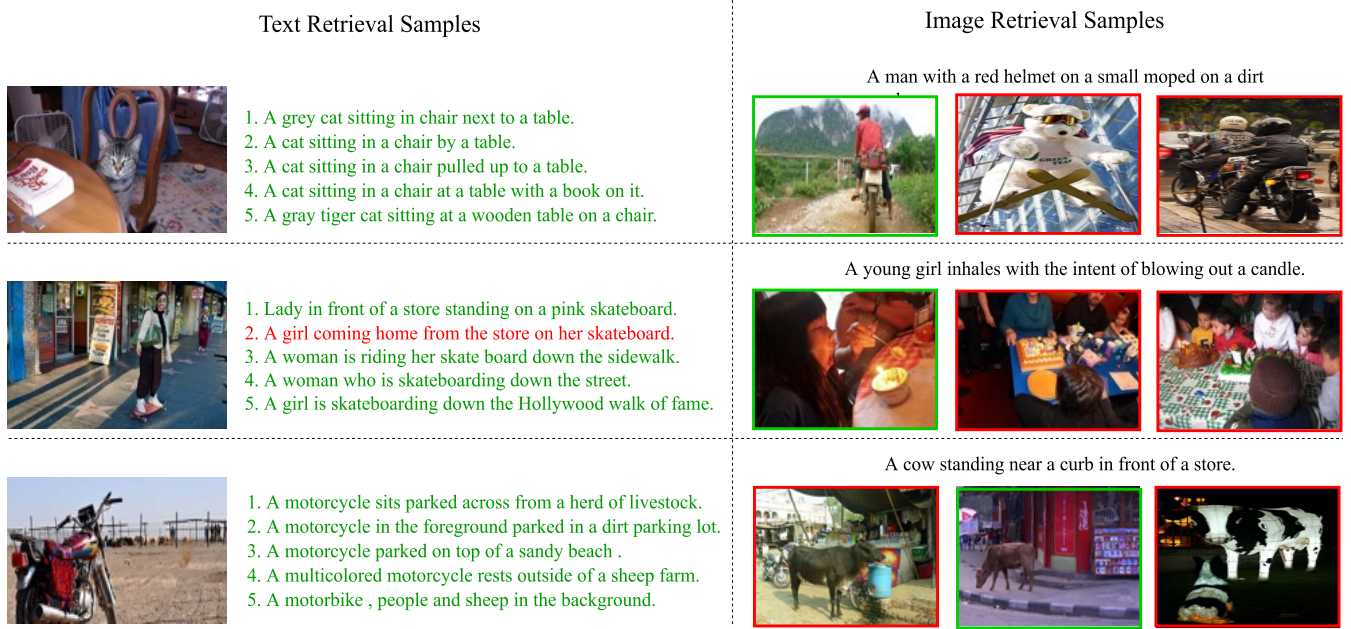 Text Retrieval Samples
1. A grey cat sitting in chair next to a table.
2. A cat sitting in a chair by a table.
3. A cat sitting in a chair pulled up to a table.
4. A cat sitting in a chair at a table with a book on it.
5. A gray tiger cat sitting at a wooden table on a chair.
1. Lady in front of a store standing on a pink skateboard.
2. A girl coming home from the store on her skateboard.
3. A woman is riding her skate board down the sidewalk.
4. A woman who is skateboarding down the street.
5. A girl is skateboarding down the Hollywood walk of fame.
1. A motorcycle sits parked across from a herd of livestock.
2. A motorcycle in the foreground parked in a dirt parking lot.
3. A motorcycle parked on top of a sandy beach .
4. A multicolored motorcycle rests outside of a sheep farm.
5. A motorbike , people and sheep in the background.
Image Retrieval Samples
A man with a red helmet on a small moped on a dirt
GREEN
A young girl inhales with the intent of blowing out a candle.
A cow standing near a curb in front of a store.